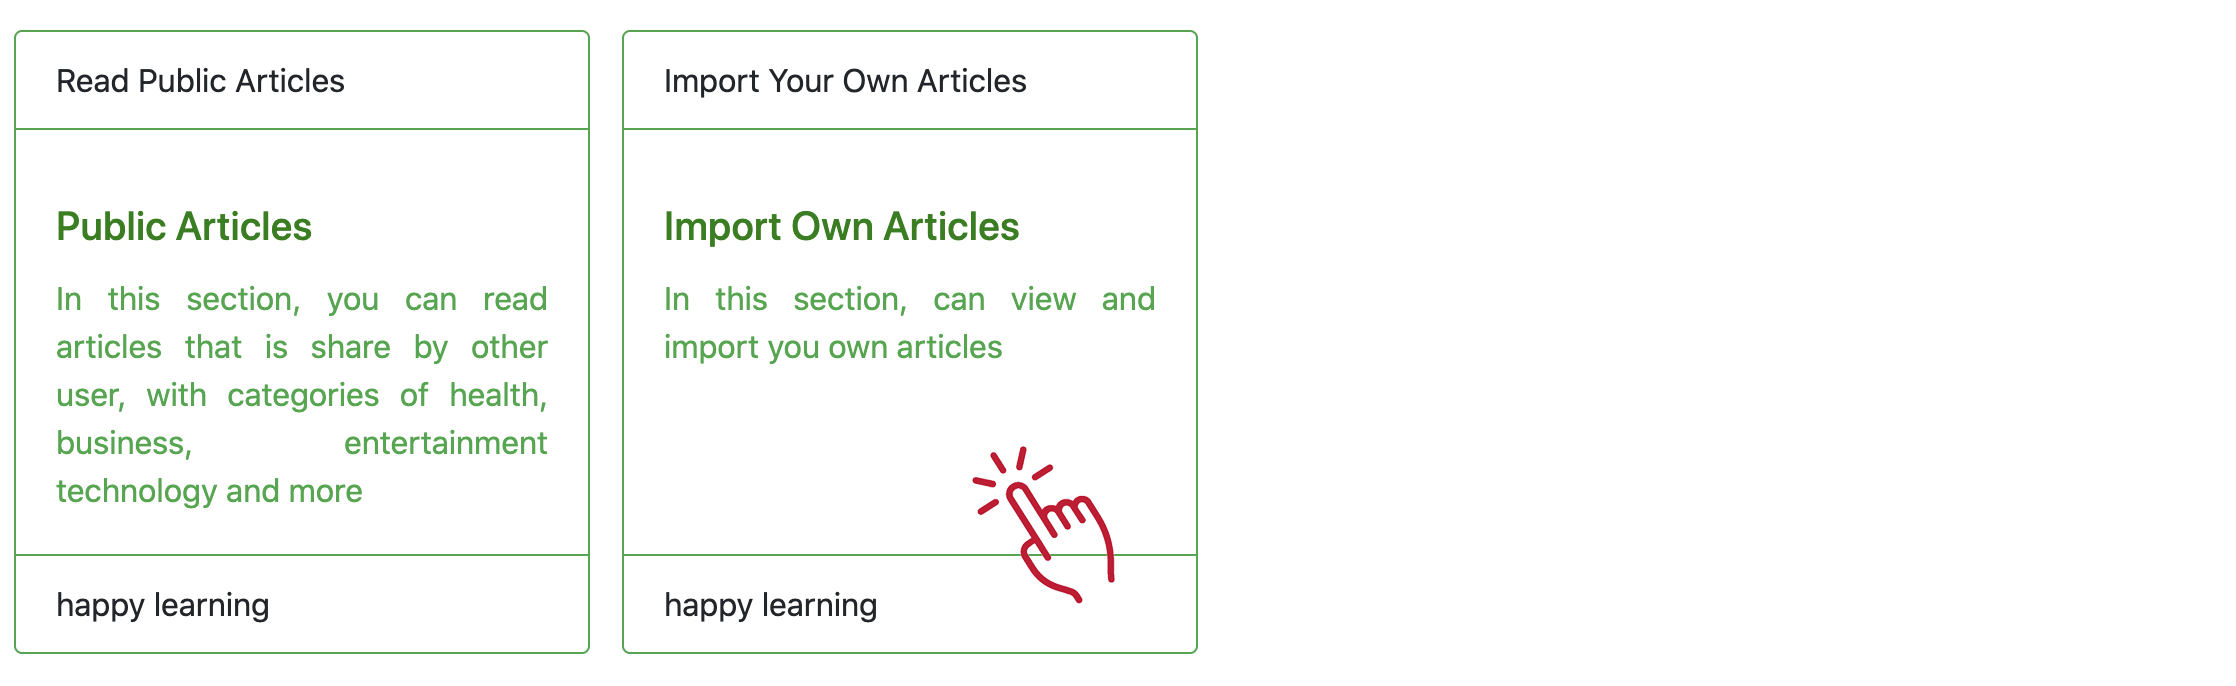 Read Public Articles
Public Articles
In this section, you can read
articles that is share by other
user, with categories of health,
business, entertainment
technology and more
happy learning
Import Your Own Articles
Import Own Articles
In this section, can view and
import you own articles
happy learning